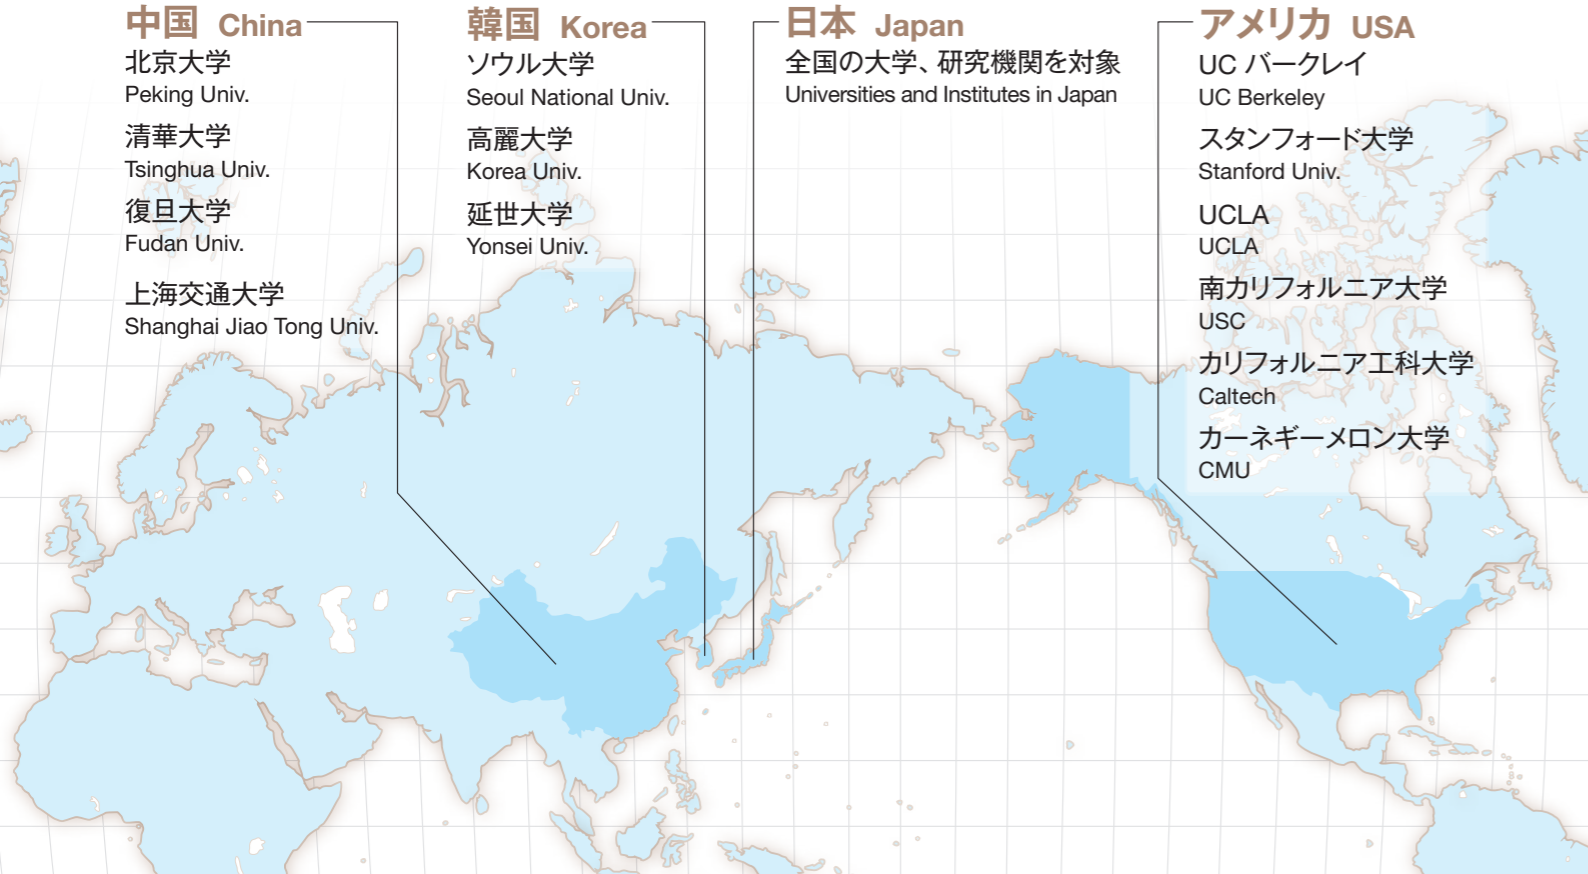 中国 China
北京大学
Peking Univ.
清華大学
Tsinghua Univ.
復旦大学
Fudan Univ.
上海交通大学
Shanghai Jiao Tong Univ.
韓国 Korea
ソウル大学
Seoul National Univ.
高麗大学
Korea Univ.
延世大学
Yonsei Univ.
日本 Japan
全国の大学、研究機関を対象
Universities and Institutes in Japan
アメリカ USA
UC バークレイ
UC Berkeley
スタンフォード大学
Stanford Univ.
UCLA
UCLA
南カリフォルニア大学
USC
カリフォルニア工科大学
Caltech
カーネギーメロン大学
CMU